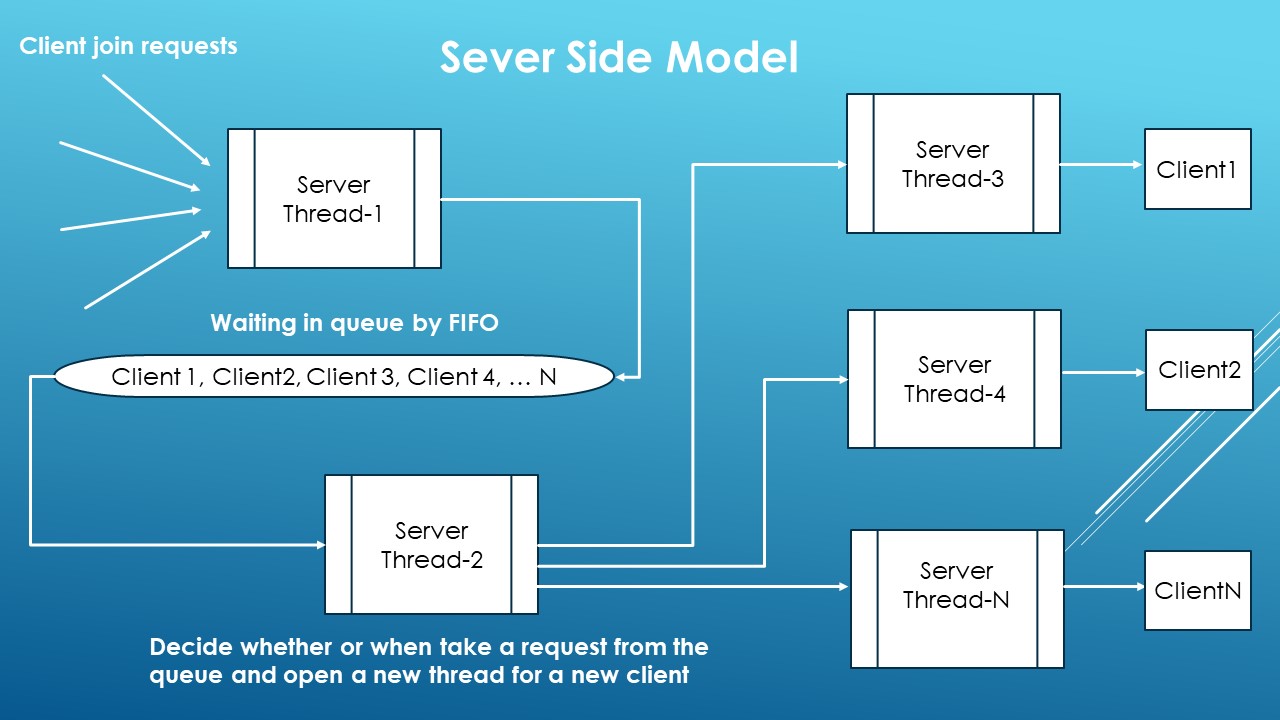 Client join requests
Sever Side Model
Server
Thread-1
Waiting in queue by FIFO
Client 1, Client2, Client 3, Client 4, … N
Server
Thread-2
Decide whether or when take a request from the
queue and open a new thread for a new client
Server
Thread-3
Client1
Server
Thread-4
Client2
Server
Thread-N
ClientN